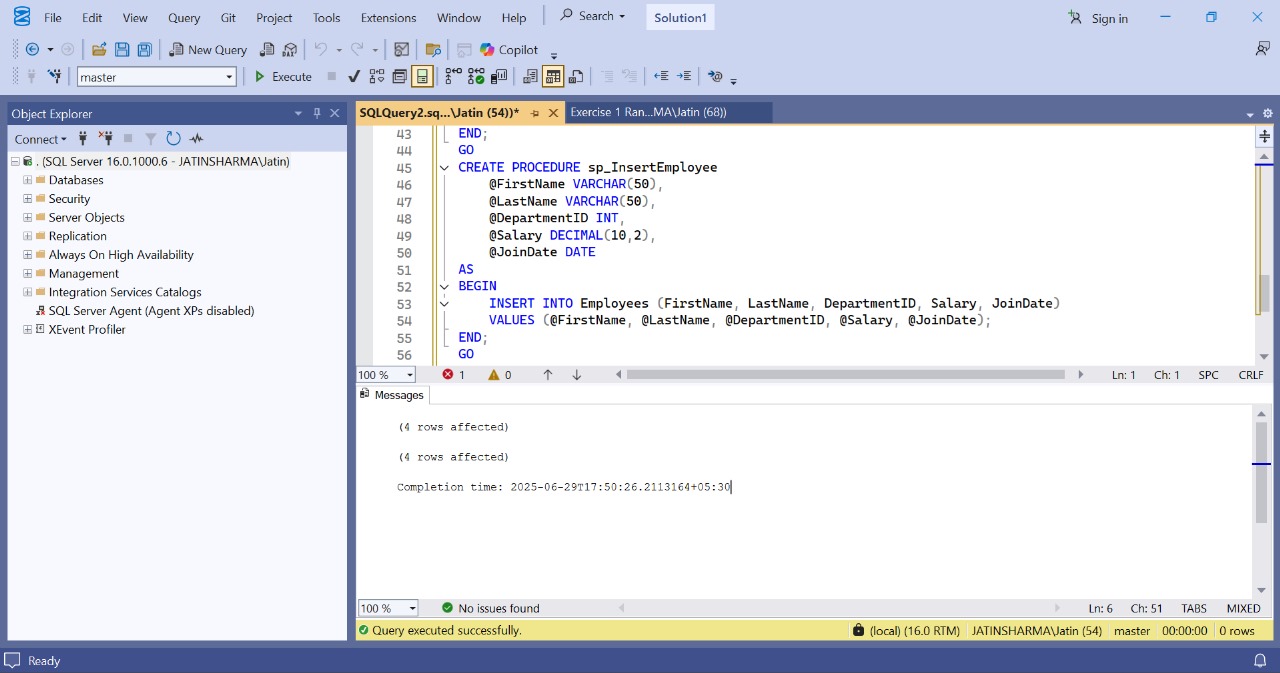 File Edit View Query Git Project Tools Extensions Window Help Search Solution1 Sign in
New Query DAX Copilot
master Execute
Object Explorer
Connect
. (SQL Server 16.0.1000.6 - JATINSHARMA\Jatin)
Databases
Security
Server Objects
Replication
Always On High Availability
Management
Integration Services Catalogs
SQL Server Agent (Agent XPs disabled)
XEvent Profiler
SQLQuery2.sq...\Jatin (54))* Exercise 1 Ran...MA\Jatin (68))
43 END;
44 GO
45 CREATE PROCEDURE sp_InsertEmployee
46 @FirstName VARCHAR(50),
47 @LastName VARCHAR(50),
48 @DepartmentID INT,
49 @Salary DECIMAL(10,2),
50 @JoinDate DATE
51 AS
52 BEGIN
53 INSERT INTO Employees (FirstName, LastName, DepartmentID, Salary, JoinDate)
54 VALUES (@FirstName, @LastName, @DepartmentID, @Salary, @JoinDate);
55 END;
56 GO
100 % 1 0 Ln: 1 Ch: 1 SPC CRLF
Messages
(4 rows affected)
(4 rows affected)
Completion time: 2025-06-29T17:50:26.2113164+05:30
100 % No issues found Ln: 6 Ch: 51 TABS MIXED
Query executed successfully. (local) (16.0 RTM) JATINSHARMA\Jatin (54) master 00:00:00 0 rows
Ready